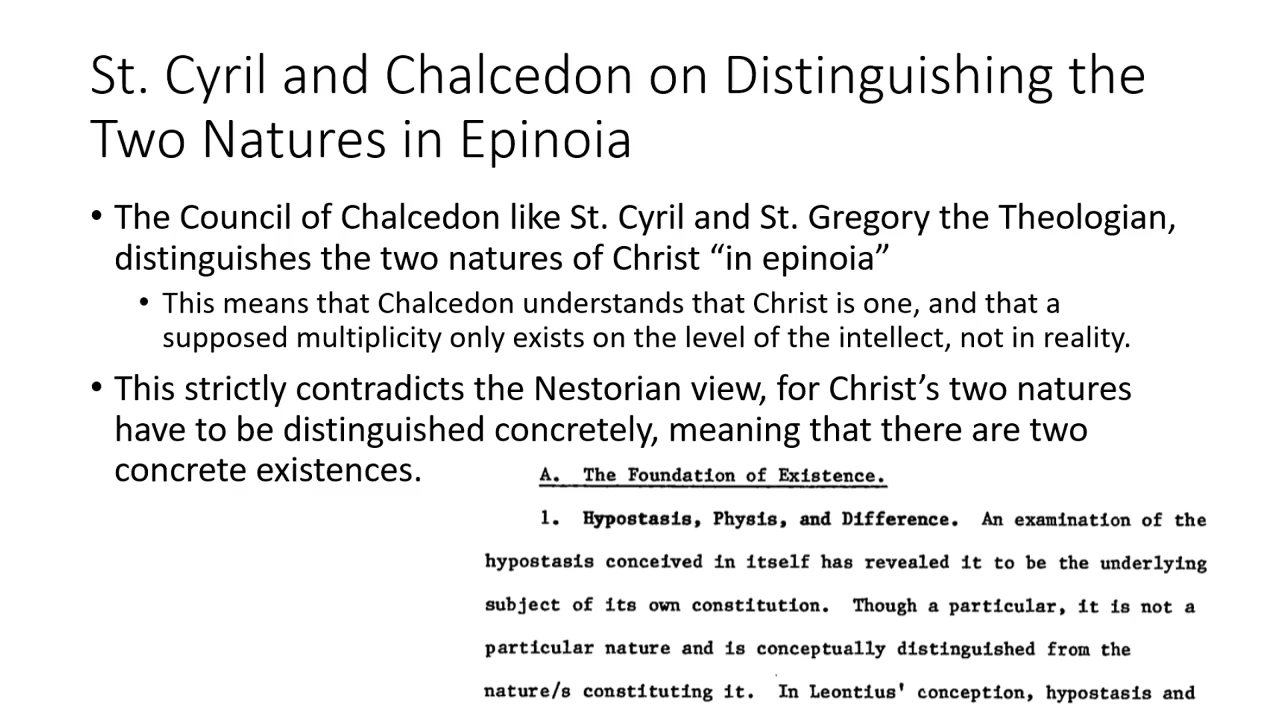 St. Cyril and Chalcedon on Distinguishing the
Two Natures in Epinoia
• The Council of Chalcedon like St. Cyril and St. Gregory the Theologian,
distinguishes the two natures of Christ “in epinoia”
• This means that Chalcedon understands that Christ is one, and that a
supposed multiplicity only exists on the level of the intellect, not in reality.
• This strictly contradicts the Nestorian view, for Christ’s two natures
have to be distinguished concretely, meaning that there are two
concrete existences.
A. The Foundation of Existence.
1. Hypostasis, Physis, and Difference. An examination of the
hypostasis conceived in itself has revealed it to be the underlying
subject of its own constitution. Though a particular, it is not a
particular nature and is conceptually distinguished from the
nature/s constituting it. In Leontius' conception, hypostasis and